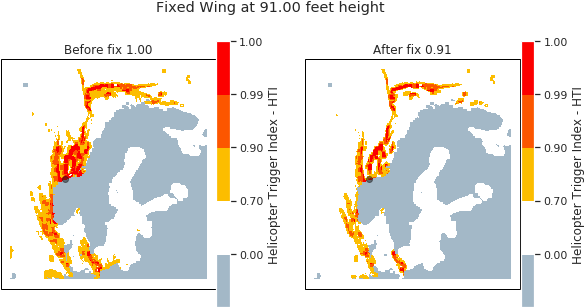 Fixed Wing at 91.00 feet height
Before fix 1.00
1.00
0.99
0.90
0.70
0.00
Helicopter Trigger Index - HTI
After fix 0.91
1.00
0.99
0.90
0.70
0.00
Helicopter Trigger Index - HTI